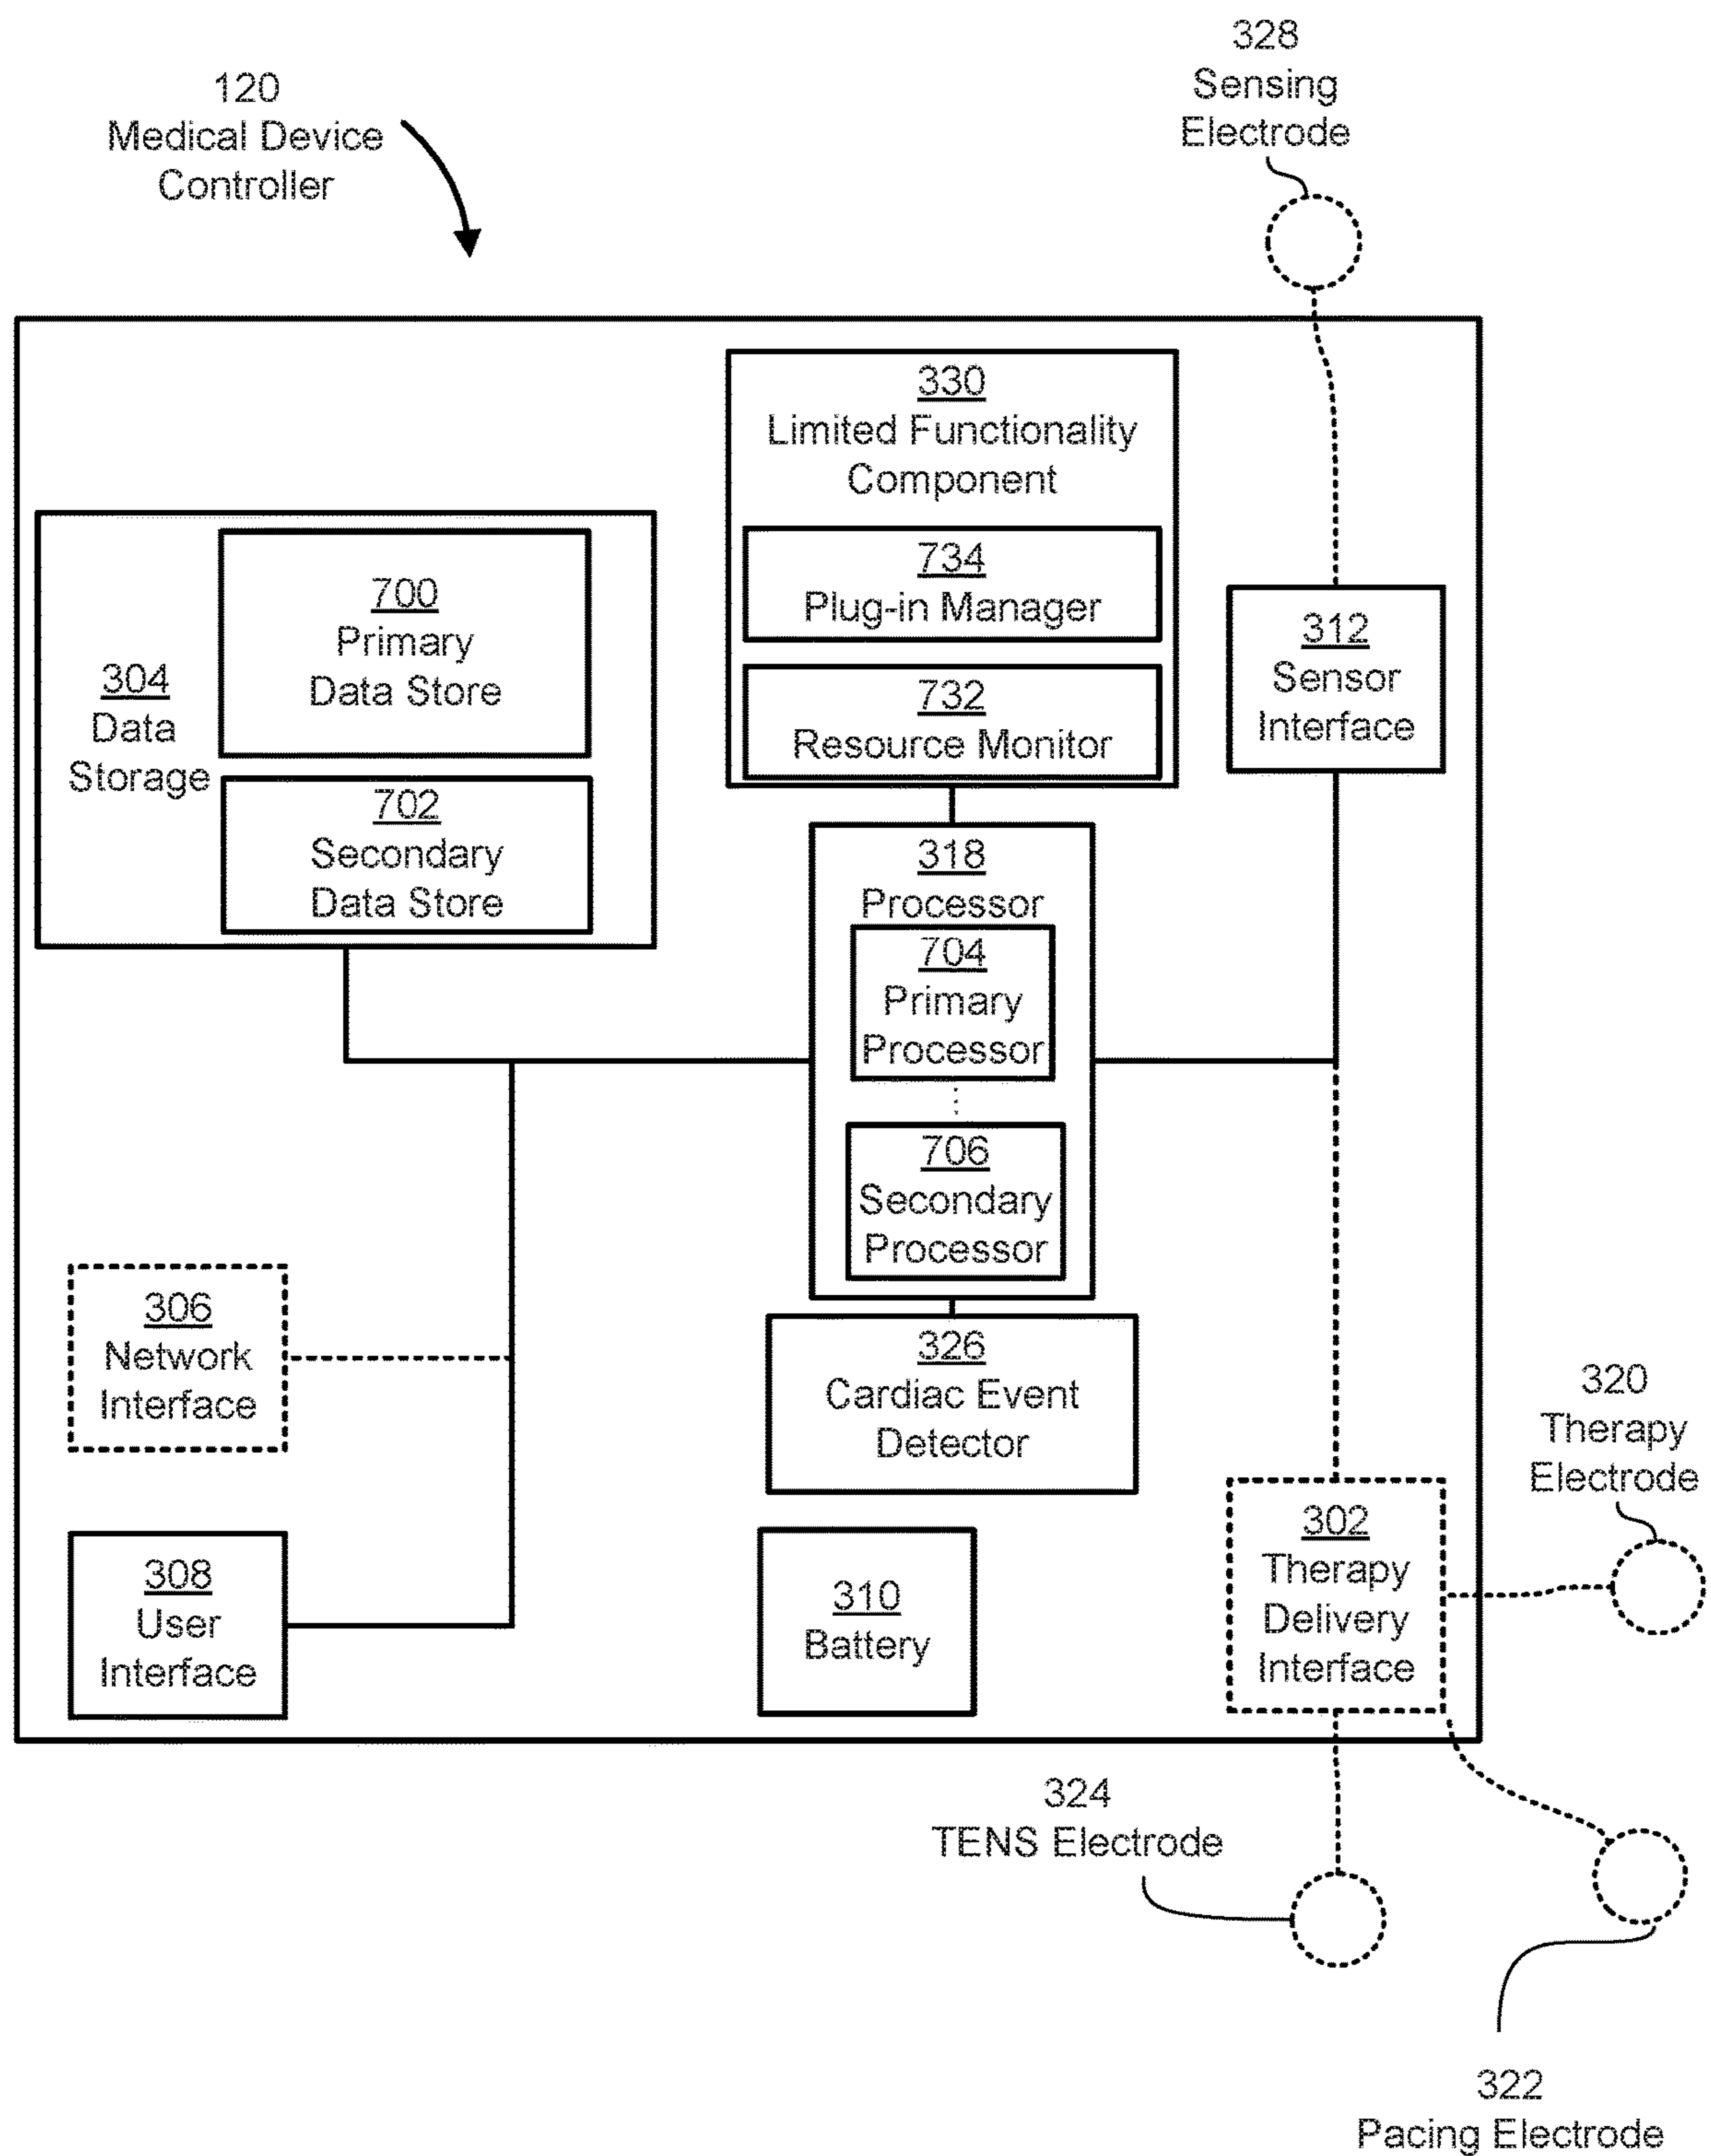 328
Sensing
Electrode
120
Medical Device
Controller
330
Limited Functionality
Component
734
Plug-in Manager
732
Resource Monitor
700
Primary
Data Store
304
Data
Storage
702
Secondary
Data Store
312
Sensor
Interface
318
Processor
704
Primary
Processor
706
Secondary
Processor
306
Network
Interface
326
Cardiac Event
Detector
320
Therapy
Electrode
308
User
Interface
310
Battery
302
Therapy
Delivery
Interface
324
TENS Electrode
322
Pacing Electrode